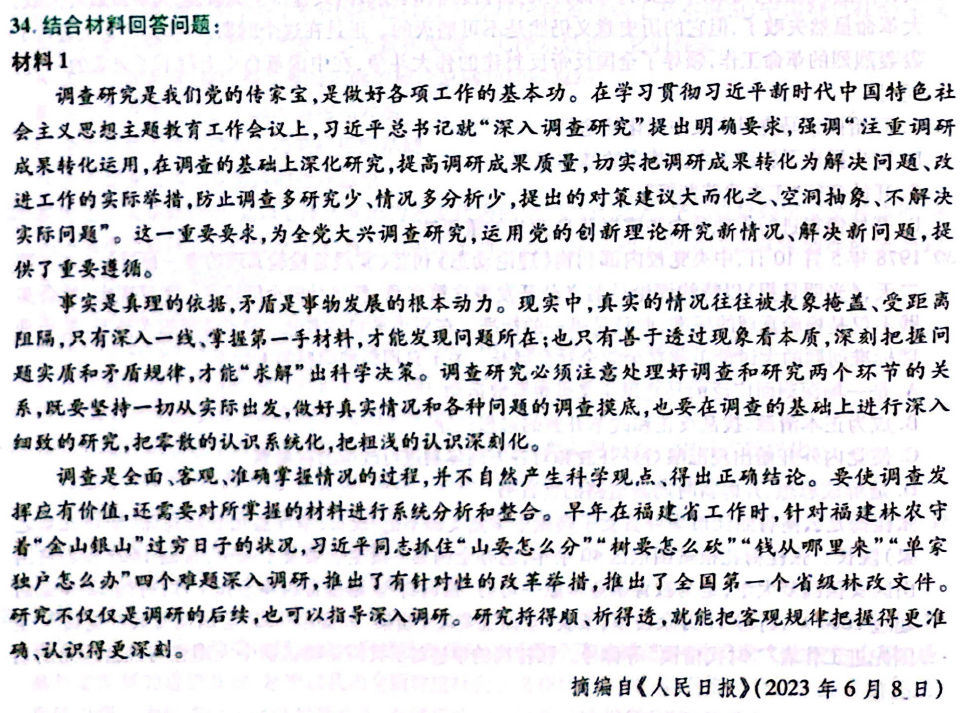 34. 结合材料回答问题:
材料1
调查研究是我们党的传家宝,是做好各项工作的基本功。在学习贯彻习近平新时代中国特色社
会主义思想主题教育工作会议上,习近平总书记就“深入调查研究”提出明确要求,强调“注重调研
成果转化运用,在调查的基础上深化研究,提高调研成果质量,切实把调研成果转化为解决问题、改
进工作的实际举措,防止调查多研究少、情况多分析少,提出的对策建议大而化之、空洞抽象、不解决
实际问题”。这一重要要求,为全党大兴调查研究,运用党的创新理论研究新情况、解决新问题,提
供了重要遵循。
事实是真理的依据,矛盾是事物发展的根本动力。现实中,真实的情况往往被表象掩盖、受距离
阻隔,只有深入一线、掌握第一手材料,才能发现问题所在;也只有善于透过现象看本质,深刻把握问
题实质和矛盾规律,才能“求解”出科学决策。调查研究必须注意处理好调查和研究两个环节的关
系,既要坚持一切从实际出发,做好真实情况和各种问题的调查摸底,也要在调查的基础上进行深入
细致的研究,把零散的认识系统化,把粗浅的认识深刻化。
调查是全面、客观、准确掌握情况的过程,并不自然产生科学观点、得出正确结论。要使调查发
挥应有价值,还需要对所掌握的材料进行系统分析和整合。早年在福建省工作时,针对福建林农守
着“金山银山”过穷日子的状况,习近平同志抓住“山要怎么分”“树要怎么砍”“钱从哪里来”“单家
独户怎么办”四个难题深入调研,推出了有针对性的改革举措,推出了全国第一个省级林改文件。
研究不仅仅是调研的后续,也可以指导深入调研。研究捋得顺、析得透,就能把客观规律把握得更准
确、认识得更深刻。
摘编自《人民日报》(2023年6月8日)